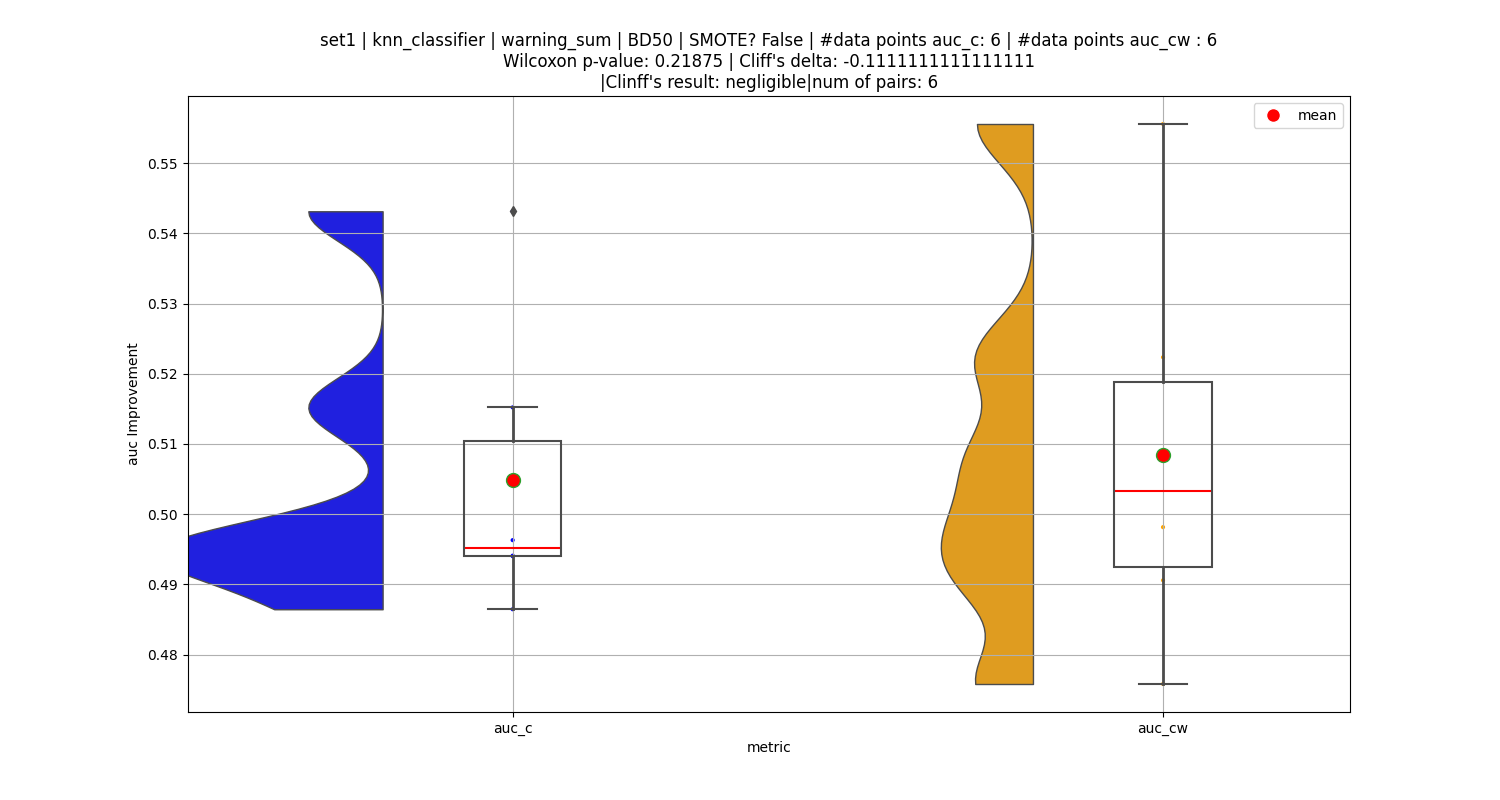 set1 | knn_classifier | warning_sum | BD50 | SMOTE? False | #data points auc_c: 6 | #data points auc_cw : 6
Wilcoxon p-value: 0.21875 | Cliff's delta: -0.1111111111111111
|Clinff's result: negligible|num of pairs: 6
mean
0.55
0.54
0.53
0.52
0.51
0.50
0.49
0.48
auc Improvement
auc_c
auc_cw
metric